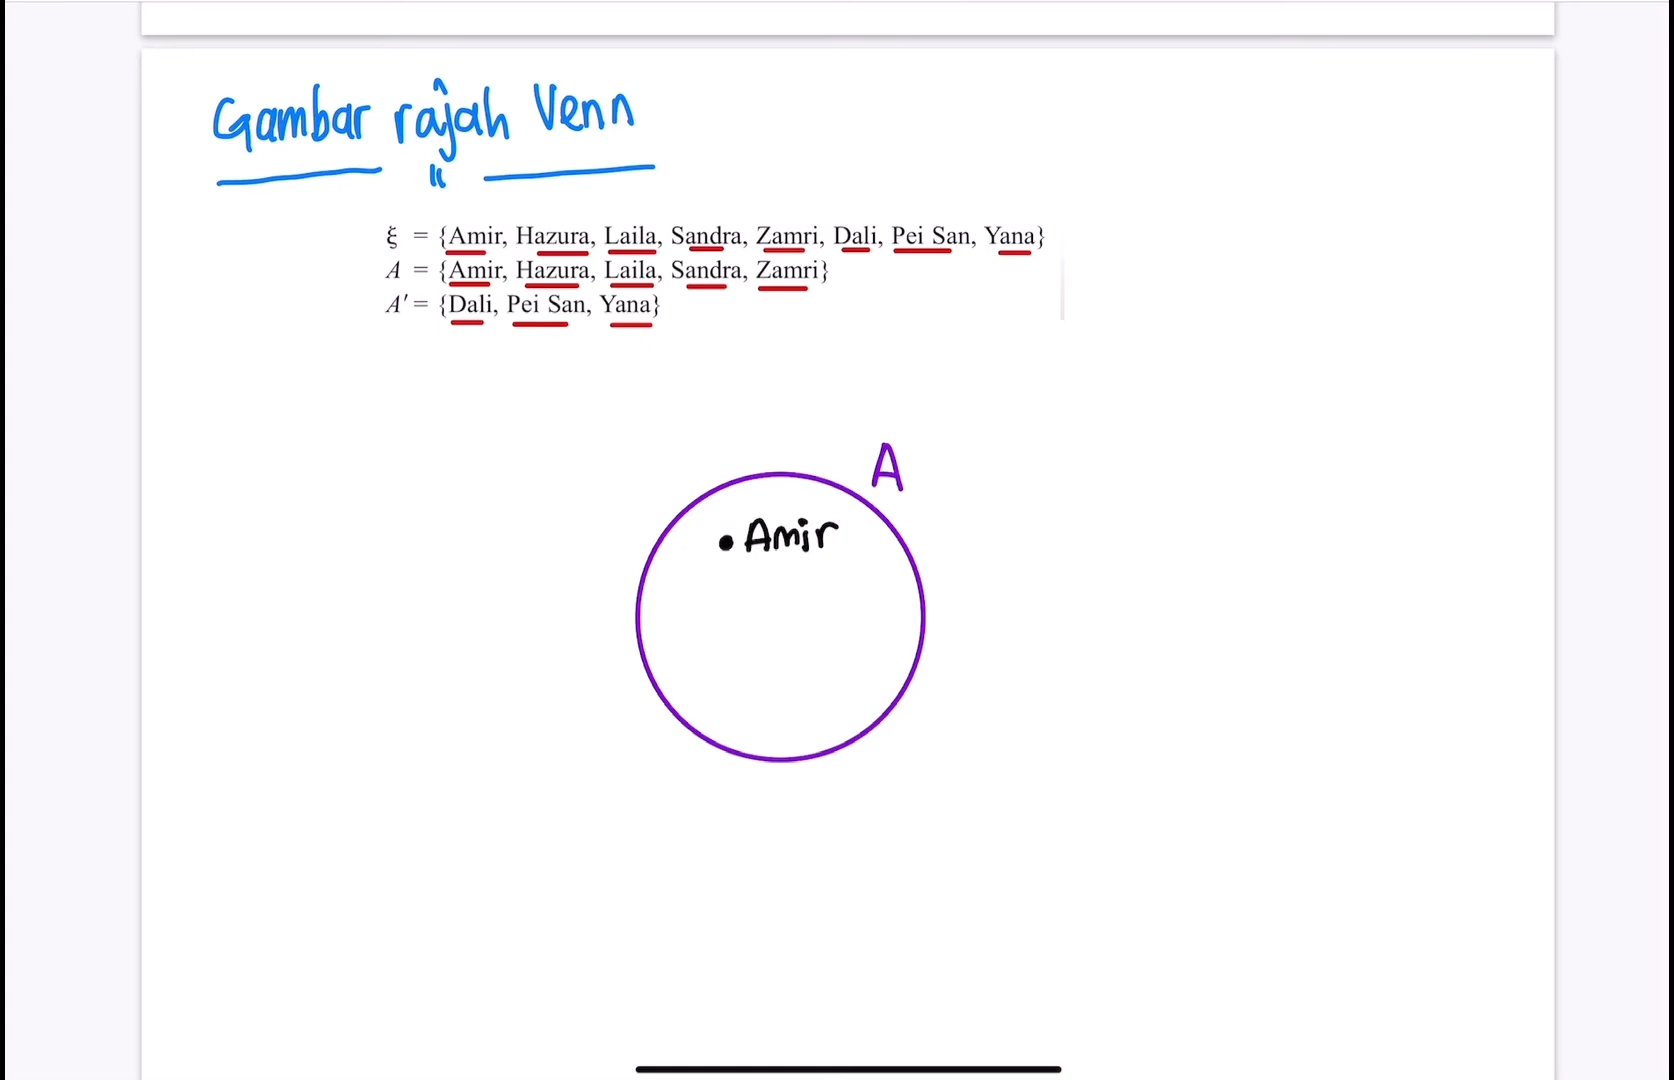 Gambar rajah Venn
ξ = {Amir, Hazura, Laila, Sandra, Zamri, Dali, Pei San, Yana}
A = {Amir, Hazura, Laila, Sandra, Zamri}
A′ = {Dali, Pei San, Yana}
A
• Amir